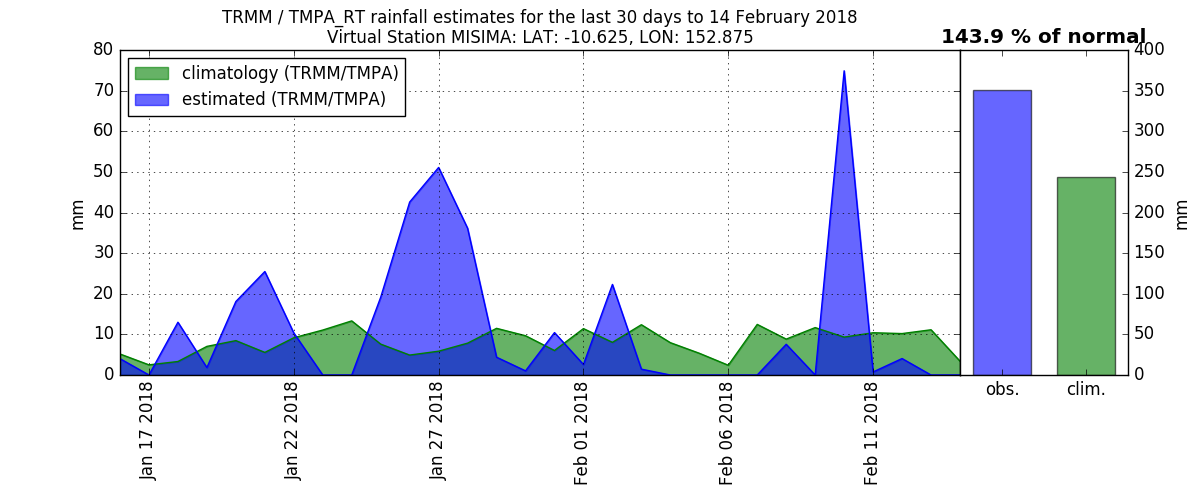 TRMM / TMPA_RT rainfall estimates for the last 30 days to 14 February 2018
Virtual Station MISIMA: LAT: -10.625, LON: 152.875
143.9 % of normal
climatology (TRMM/TMPA)
estimated (TRMM/TMPA)
80
70
60
50
40
30
20
10
0
mm
Jan 17 2018
Jan 22 2018
Jan 27 2018
Feb 01 2018
Feb 06 2018
Feb 11 2018
obs.
clim.
400
350
300
250
200
150
100
50
0
mm